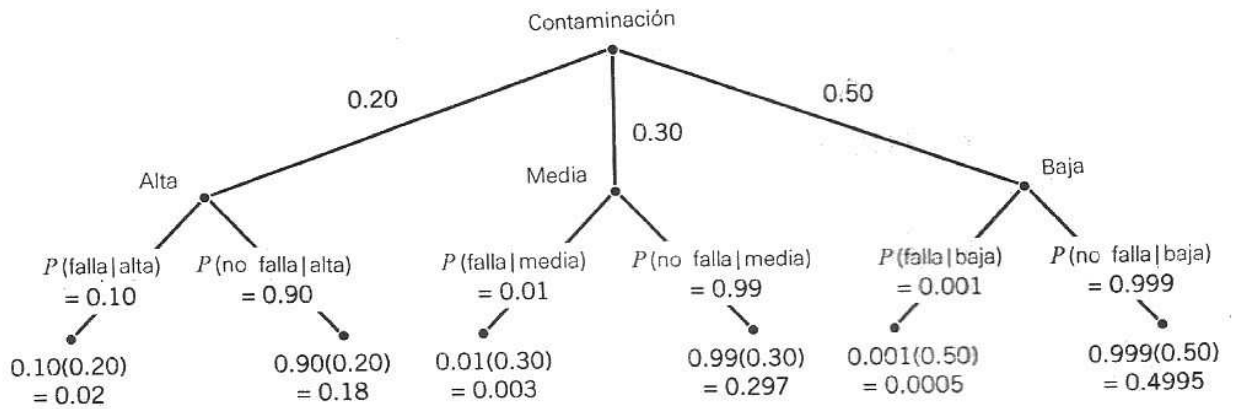 Contaminación
0.20
0.50
0.30
Alta
Media
Baja
P(falla|alta)
= 0.10
P(no falla|alta)
= 0.90
P(falla|media)
= 0.01
P(no falla|media)
= 0.99
P(falla|baja)
= 0.001
P(no falla|baja)
= 0.999
0.10(0.20)
= 0.02
0.90(0.20)
= 0.18
0.01(0.30)
= 0.003
0.99(0.30)
= 0.297
0.001(0.50)
= 0.0005
0.999(0.50)
= 0.4995